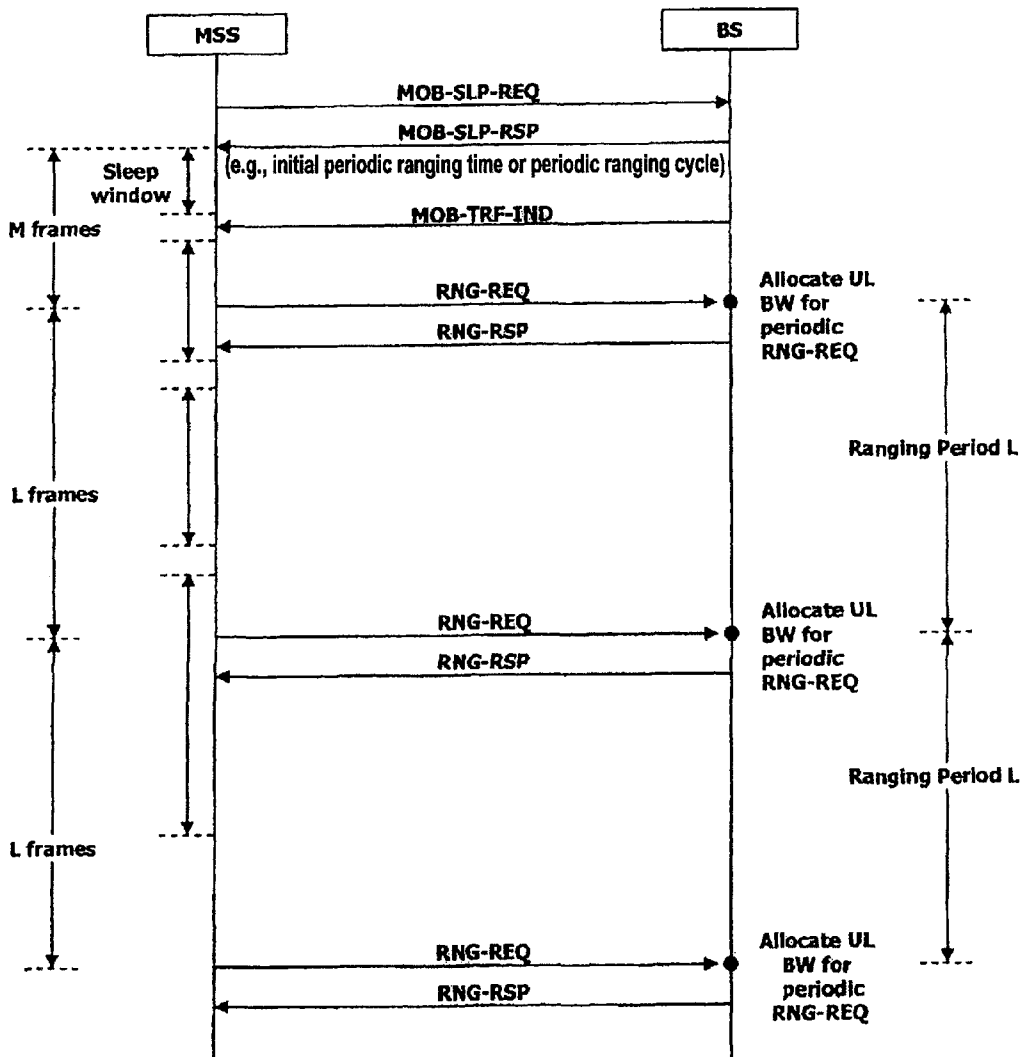 MSS
BS
MOB-SLP-REQ
MOB-SLP-RSP
(e.g., initial periodic ranging time or periodic ranging cycle)
Sleep
window
MOB-TRF-IND
M frames
RNG-REQ
Allocate UL
BW for
periodic
RNG-REQ
RNG-RSP
Ranging Period L
L frames
RNG-REQ
Allocate UL
BW for
periodic
RNG-REQ
RNG-RSP
Ranging Period L
L frames
RNG-REQ
Allocate UL
BW for
periodic
RNG-REQ
RNG-RSP